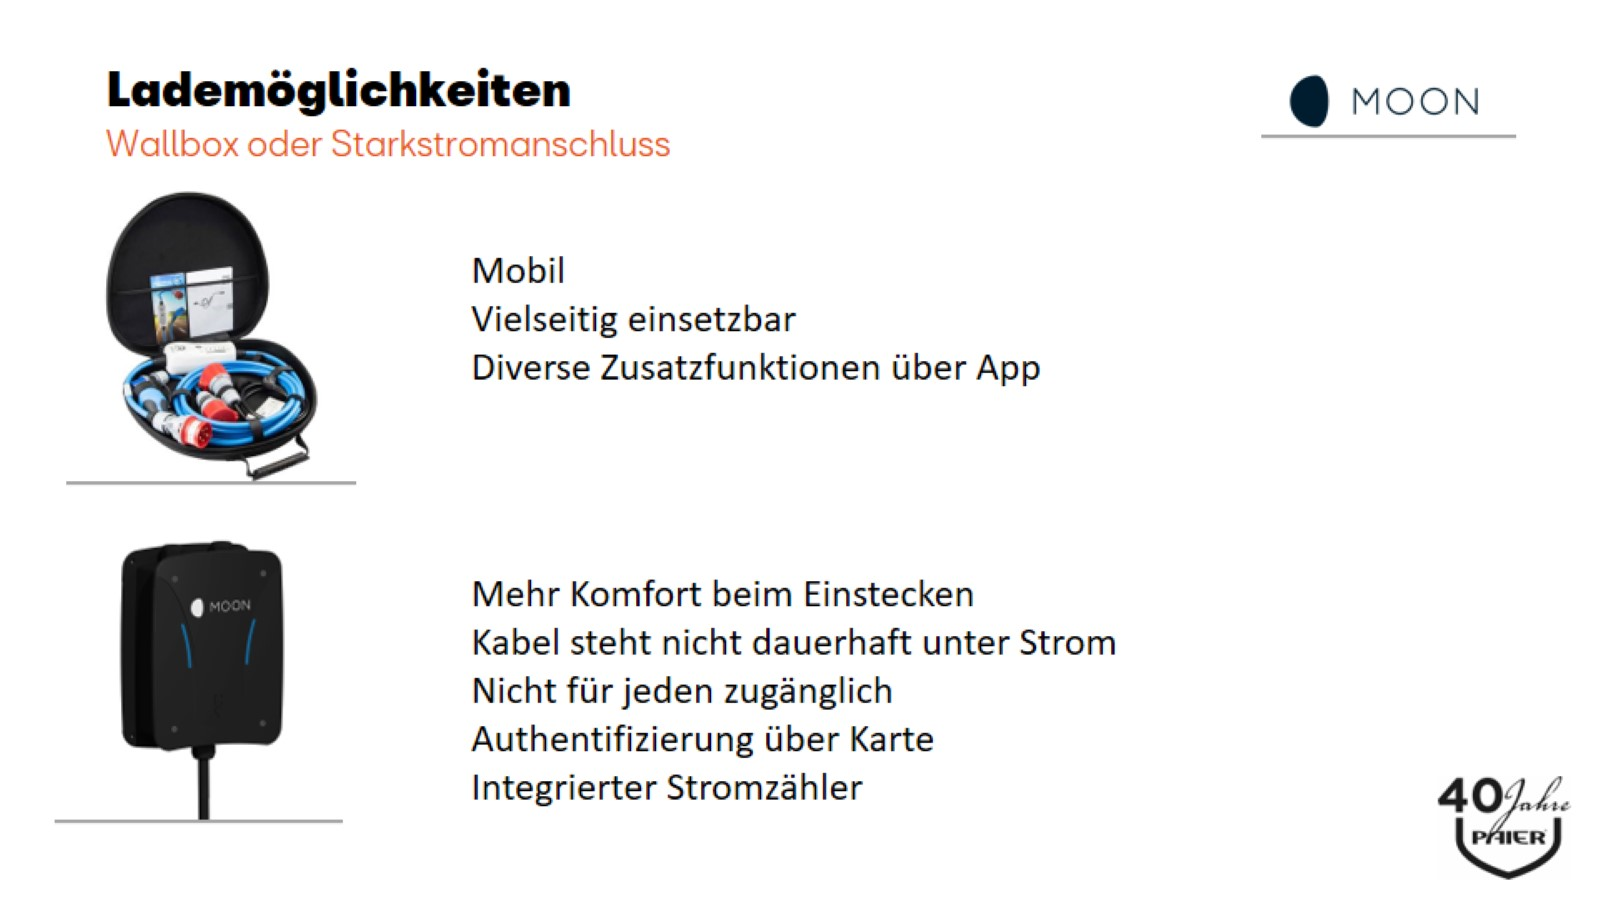 Lademöglichkeiten
Wallbox oder Starkstromanschluss
MOON
Mobil
Vielseitig einsetzbar
Diverse Zusatzfunktionen über App
MOON
Mehr Komfort beim Einstecken
Kabel steht nicht dauerhaft unter Strom
Nicht für jeden zugänglich
Authentifizierung über Karte
Integrierter Stromzähler
40 Jahre
PAIER